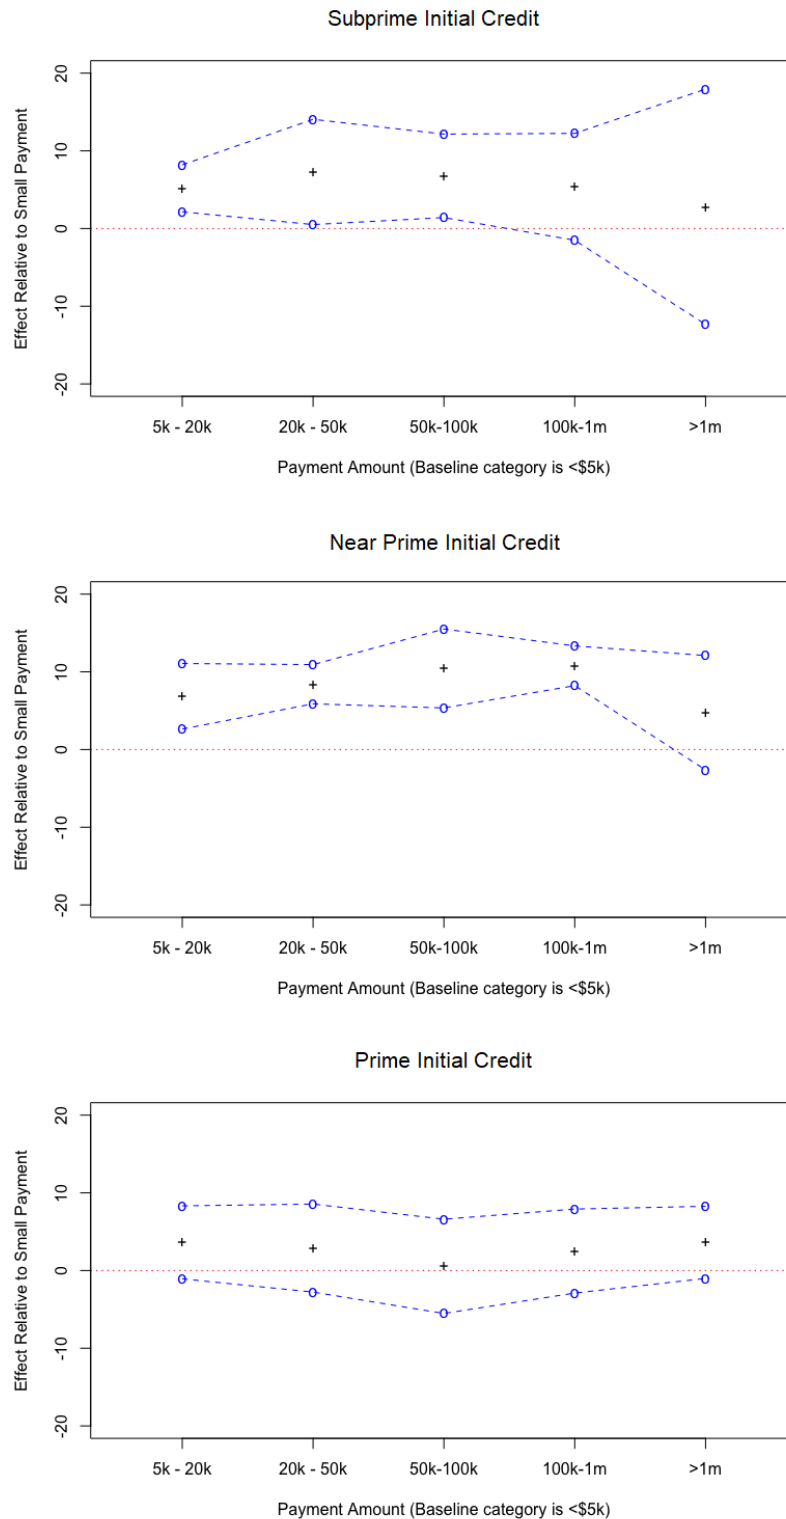 Subprime Initial Credit
Effect Relative to Small Payment
20
10
0
-10
-20
5k - 20k 20k - 50k 50k-100k 100k-1m >1m
Payment Amount (Baseline category is <$5k)
Near Prime Initial Credit
Effect Relative to Small Payment
20
10
0
-10
-20
5k - 20k 20k - 50k 50k-100k 100k-1m >1m
Payment Amount (Baseline category is <$5k)
Prime Initial Credit
Effect Relative to Small Payment
20
10
0
-10
-20
5k - 20k 20k - 50k 50k-100k 100k-1m >1m
Payment Amount (Baseline category is <$5k)